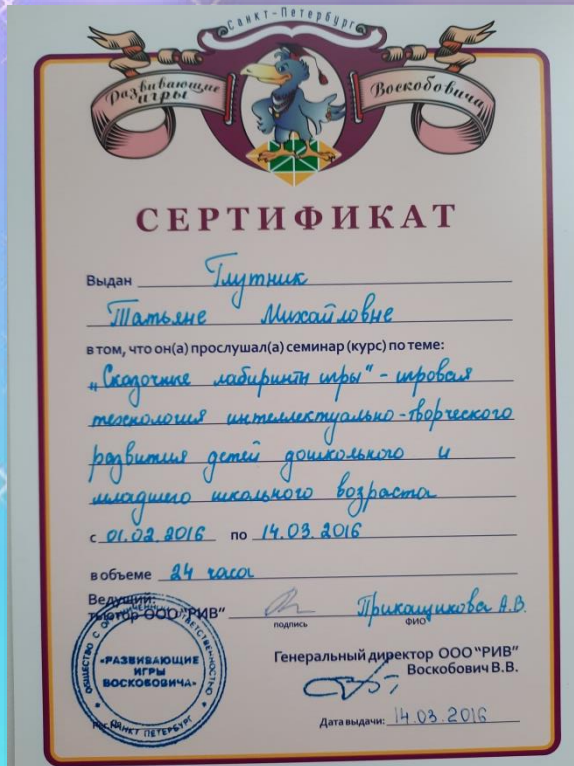 Санкт-Петербург
Развивающие игры Воскобовича
СЕРТИФИКАТ
Выдан Глутник
Татьяне Михайловне
в том, что он(а) прослушал(а) семинар (курс) по теме:
„Сказочные лабиринты игры" - игровая
технология интеллектуально-творческого
развития детей дошкольного и
младшего школьного возраста
с 01.02.2016 по 14.03.2016
в объеме 24 часа
Ведущий:
тьютор ООО "РИВ" Прикащикова А.В.
подпись ФИО
ОБЩЕСТВО С ОГРАНИЧЕННОЙ ОТВЕТСТВЕННОСТЬЮ
«РАЗВИВАЮЩИЕ
ИГРЫ
ВОСКОБОВИЧА»
САНКТ ПЕТЕРБУРГ
Генеральный директор ООО "РИВ"
Воскобович В.В.
Дата выдачи: 14.03.2016